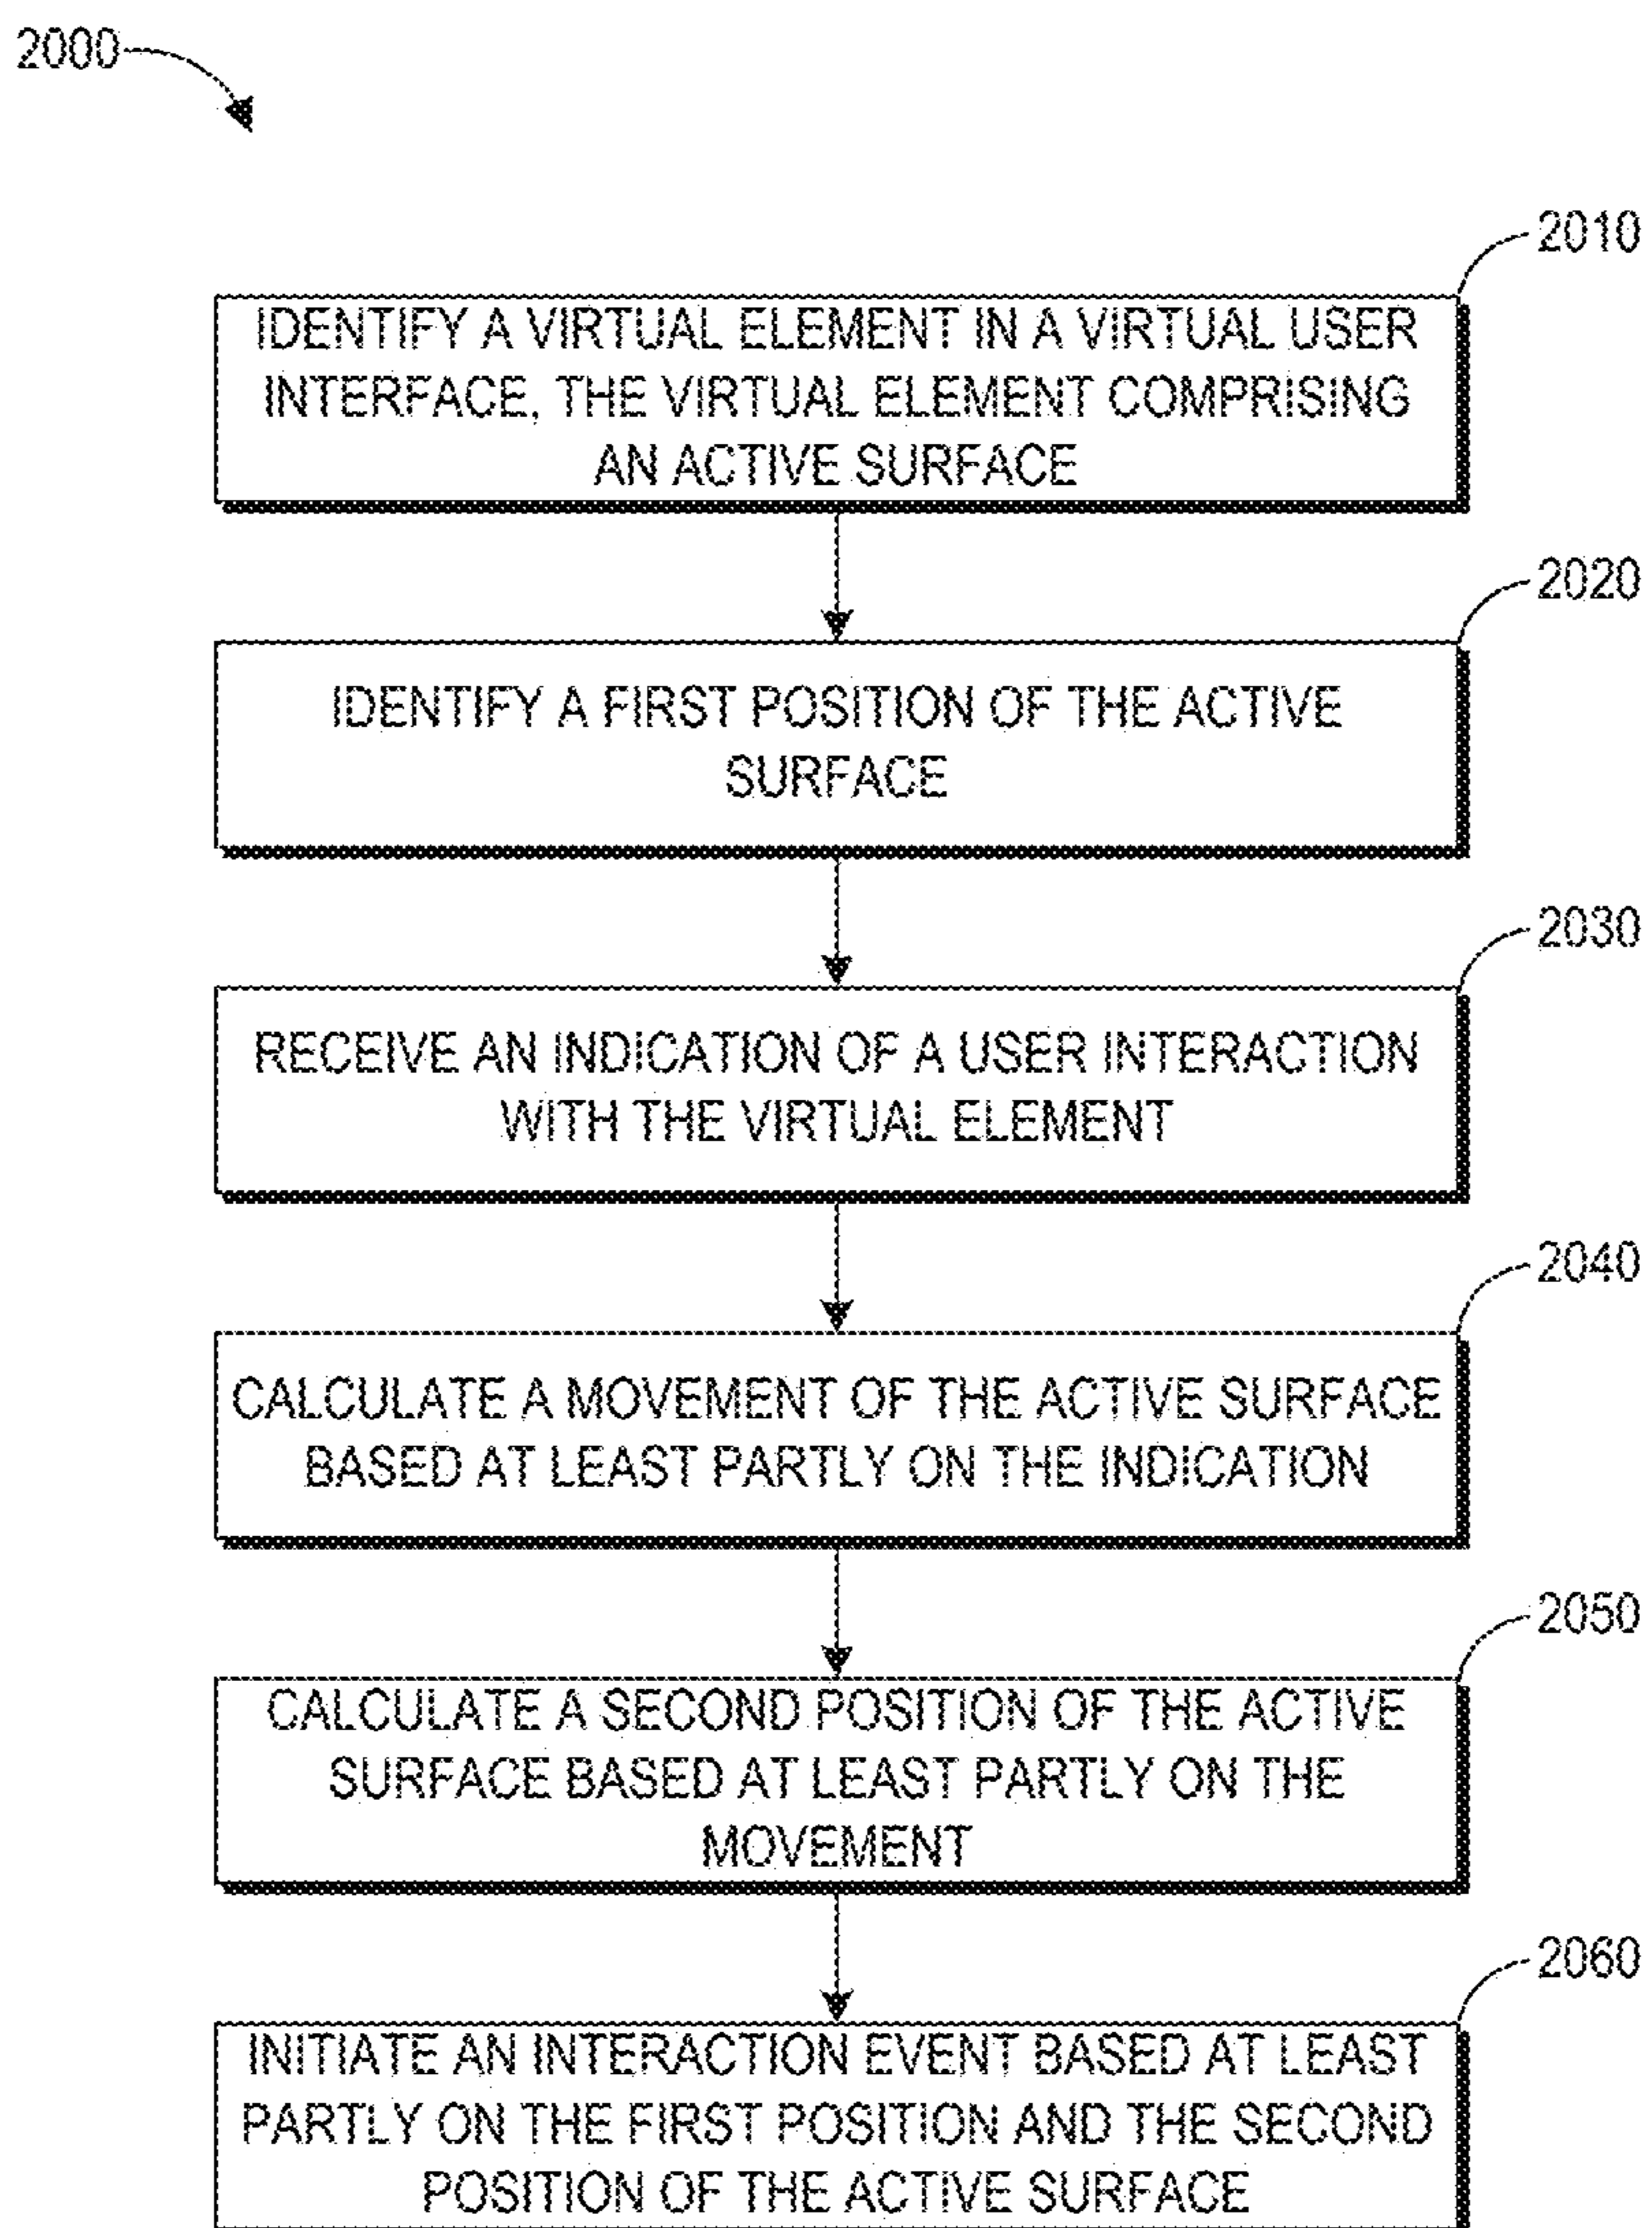 2000
2010
IDENTIFY A VIRTUAL ELEMENT IN A VIRTUAL USER
INTERFACE, THE VIRTUAL ELEMENT COMPRISING
AN ACTIVE SURFACE
2020
IDENTIFY A FIRST POSITION OF THE ACTIVE
SURFACE
2030
RECEIVE AN INDICATION OF A USER INTERACTION
WITH THE VIRTUAL ELEMENT
2040
CALCULATE A MOVEMENT OF THE ACTIVE SURFACE
BASED AT LEAST PARTLY ON THE INDICATION
2050
CALCULATE A SECOND POSITION OF THE ACTIVE
SURFACE BASED AT LEAST PARTLY ON THE
MOVEMENT
2060
INITIATE AN INTERACTION EVENT BASED AT LEAST
PARTLY ON THE FIRST POSITION AND THE SECOND
POSITION OF THE ACTIVE SURFACE